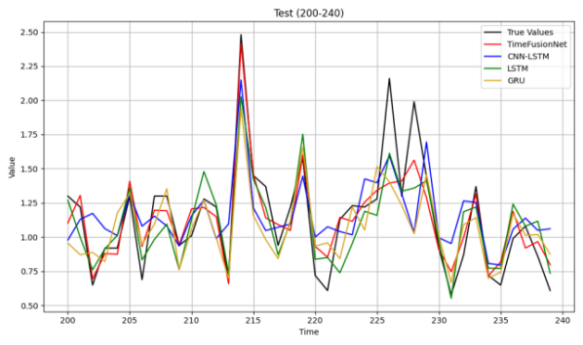 Test (200-240)
True Values
TimeFusionNet
CNN-LSTM
LSTM
GRU
Value
2.50
2.25
2.00
1.75
1.50
1.25
1.00
0.75
0.50
200
205
210
215
220
225
230
235
240
Time